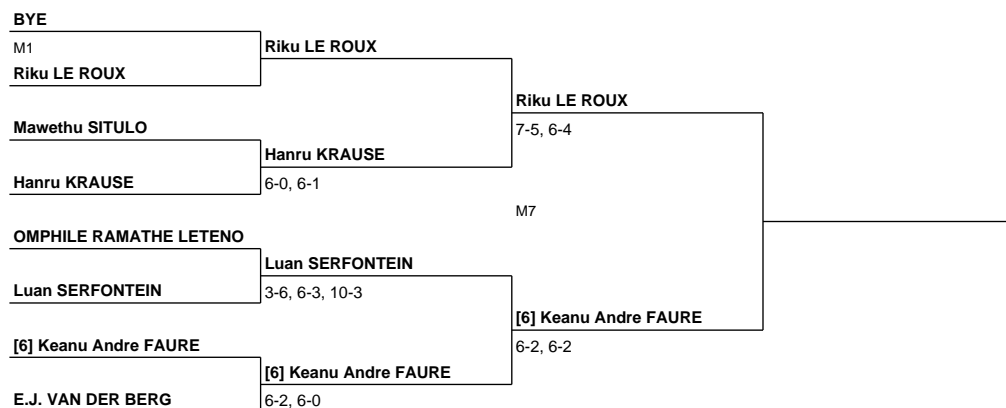 BYE
M1
Riku LE ROUX
Riku LE ROUX
Mawethu SITULO
Hanru KRAUSE
Hanru KRAUSE
6-0, 6-1
Riku LE ROUX
7-5, 6-4
M7
OMPHILE RAMATHE LETENO
Luan SERFONTEIN
Luan SERFONTEIN
3-6, 6-3, 10-3
[6] Keanu Andre FAURE
E.J. VAN DER BERG
[6] Keanu Andre FAURE
6-2, 6-0
[6] Keanu Andre FAURE
6-2, 6-2